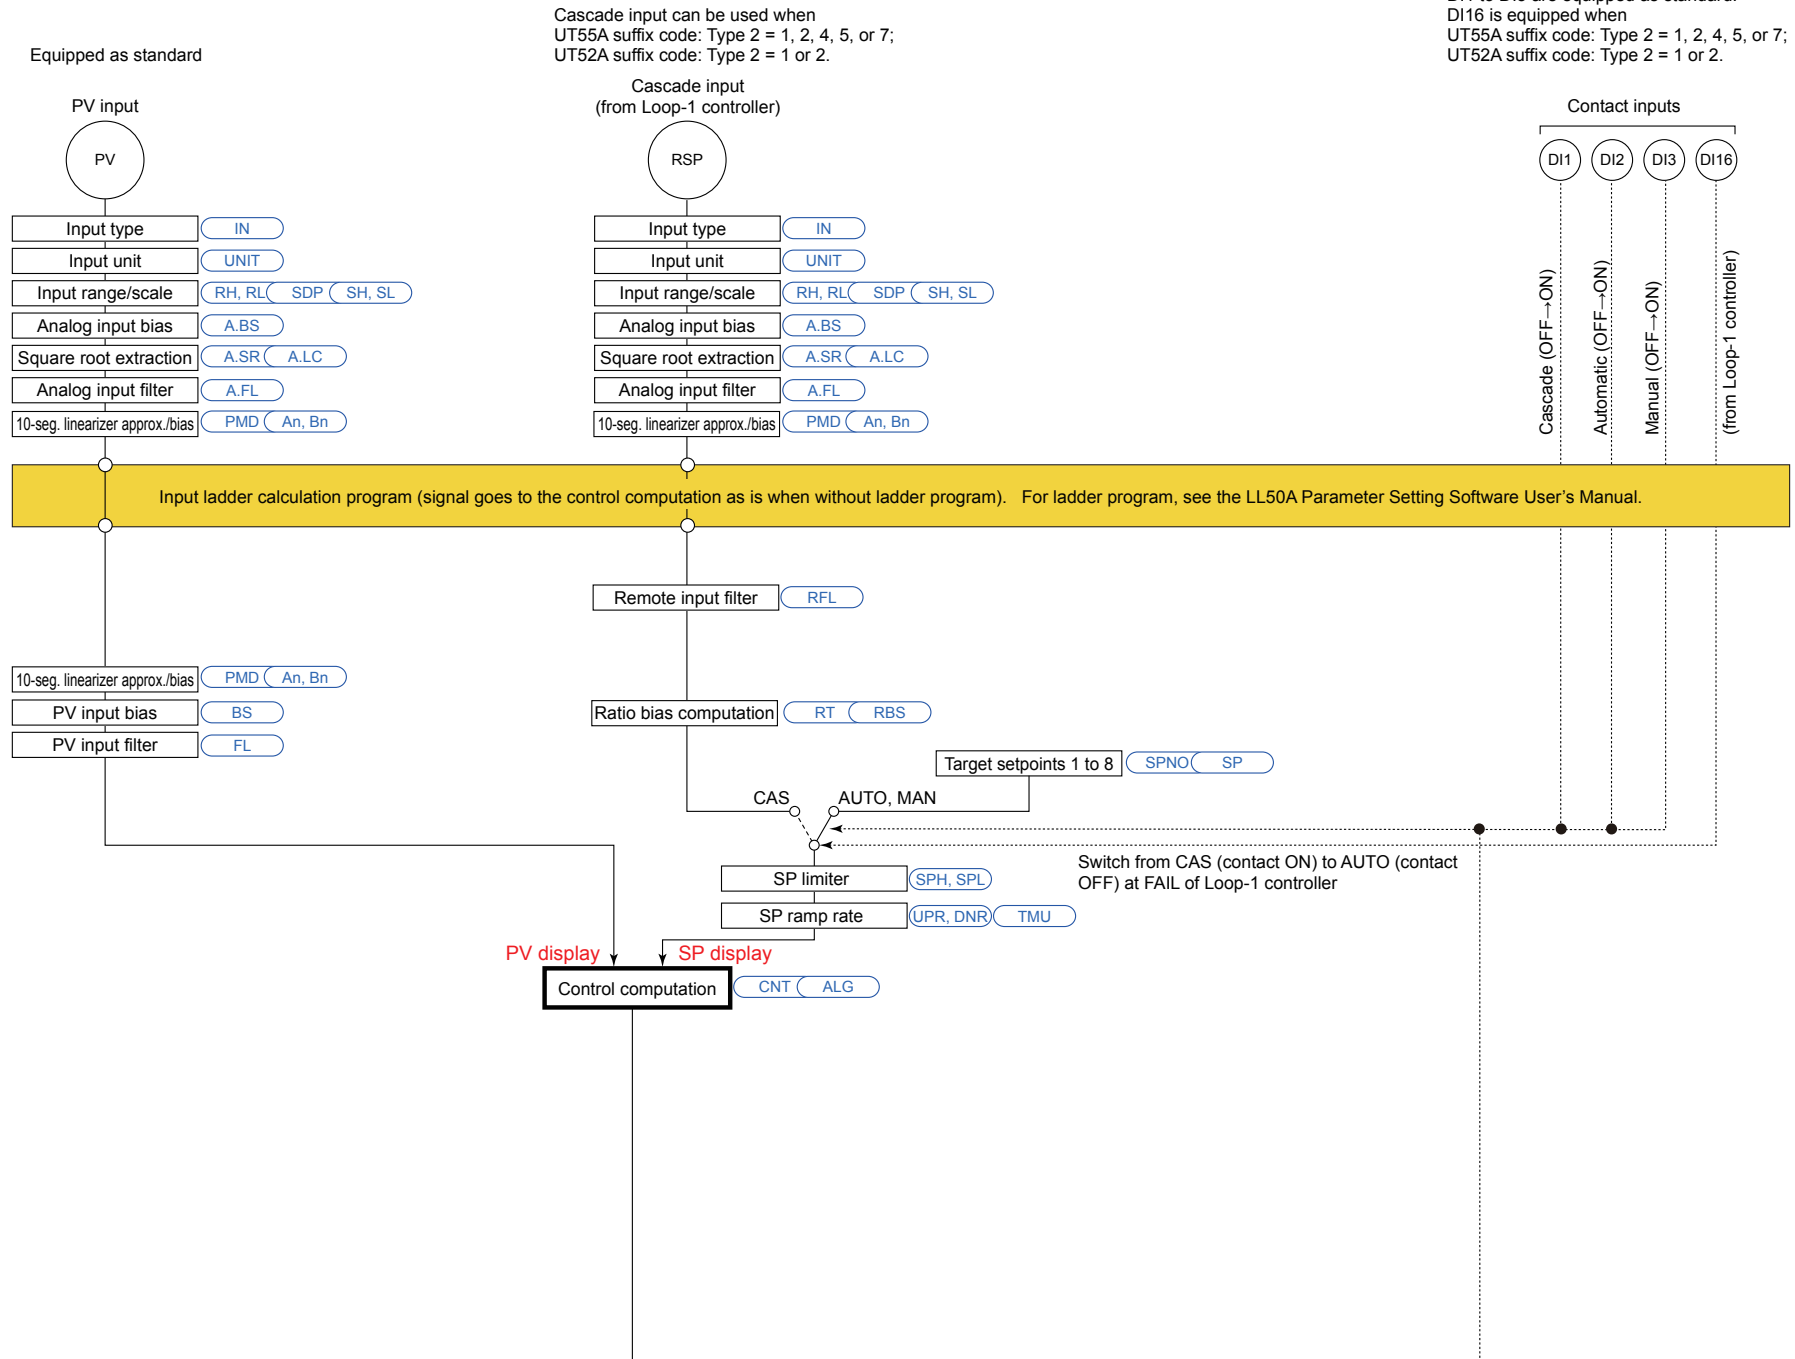 Cascade input can be used when
UT55A suffix code: Type 2 = 1, 2, 4, 5, or 7;
UT52A suffix code: Type 2 = 1 or 2.
DI16 is equipped when
UT55A suffix code: Type 2 = 1, 2, 4, 5, or 7;
UT52A suffix code: Type 2 = 1 or 2.
Equipped as standard
PV input
Cascade input
(from Loop-1 controller)
Contact inputs
PV
RSP
DI1 DI2 DI3 DI16
Input type IN
Input unit UNIT
Input range/scale RH, RL SDP SH, SL
Analog input bias A.BS
Square root extraction A.SR A.LC
Analog input filter A.FL
10-seg. linearizer approx./bias PMD An, Bn
Input type IN
Input unit UNIT
Input range/scale RH, RL SDP SH, SL
Analog input bias A.BS
Square root extraction A.SR A.LC
Analog input filter A.FL
10-seg. linearizer approx./bias PMD An, Bn
Cascade (OFF→ON)
Automatic (OFF→ON)
Manual (OFF→ON)
(from Loop-1 controller)
Input ladder calculation program (signal goes to the control computation as is when without ladder program). For ladder program, see the LL50A Parameter Setting Software User's Manual.
Remote input filter RFL
10-seg. linearizer approx./bias PMD An, Bn
PV input bias BS
PV input filter FL
Ratio bias computation RT RBS
Target setpoints 1 to 8 SPNO SP
CAS AUTO, MAN
Switch from CAS (contact ON) to AUTO (contact
OFF) at FAIL of Loop-1 controller
SP limiter SPH, SPL
SP ramp rate UPR, DNR TMU
PV display SP display
Control computation CNT ALG